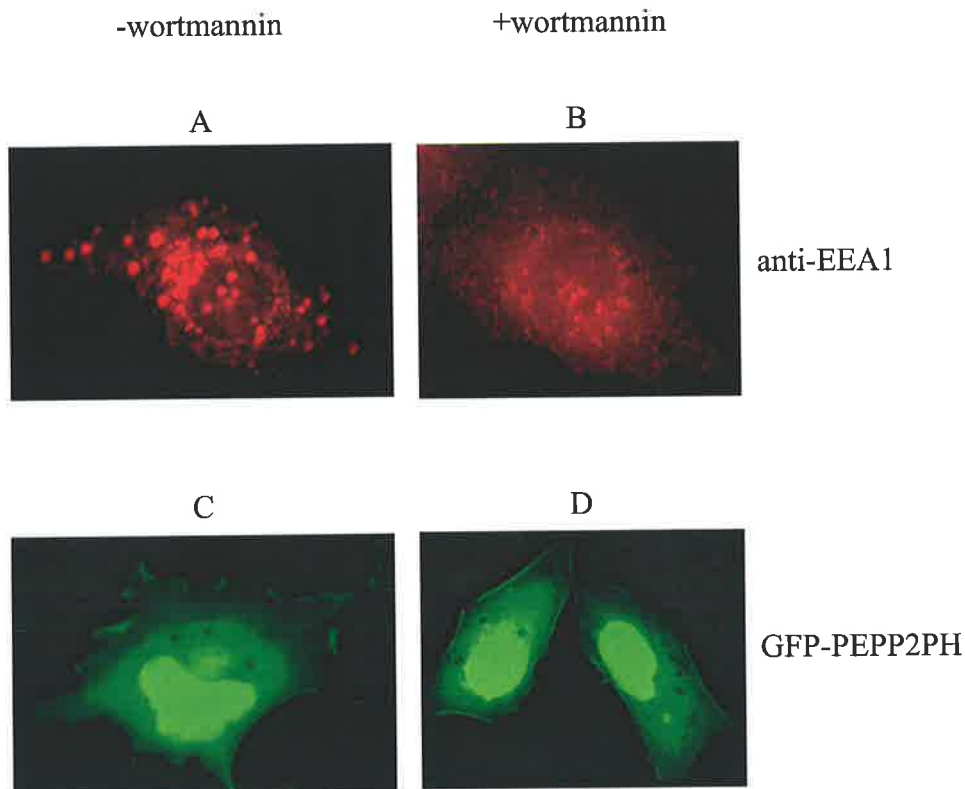 -wortmannin +wortmannin
A B
anti-EEA1
C D
GFP-PEPP2PH